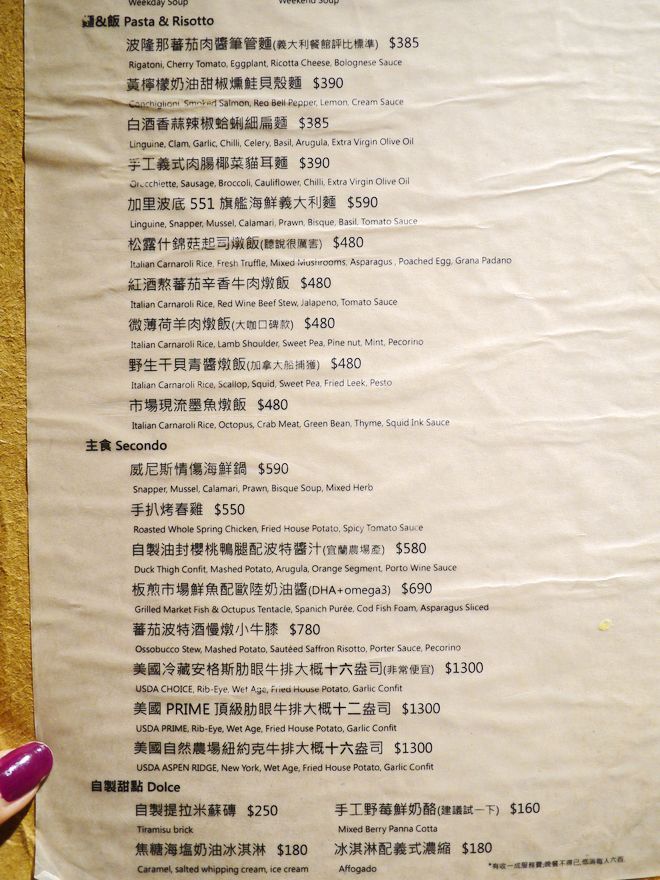 Weekday Soup
Weekend Soup
麵&飯 Pasta & Risotto
波隆那蕃茄肉醬筆管麵(義大利餐館評比標準) $385
Rigatoni, Cherry Tomato, Eggplant, Ricotta Cheese, Bolognese Sauce
黃檸檬奶油甜椒燻鮭貝殼麵 $390
Conchiglioni, Smoked Salmon, Red Bell Pepper, Lemon, Cream Sauce
白酒香蒜辣椒蛤蜊細扁麵 $385
Linguine, Clam, Garlic, Chilli, Celery, Basil, Arugula, Extra Virgin Olive Oil
手工義式肉腸椰菜貓耳麵 $390
Orecchiette, Sausage, Broccoli, Cauliflower, Chilli, Extra Virgin Olive Oil
加里波底 551 旗艦海鮮義大利麵 $590
Linguine, Snapper, Mussel, Calamari, Prawn, Bisque, Basil, Tomato Sauce
松露什錦菇起司燉飯(聽說很厲害) $480
Italian Carnaroli Rice, Fresh Truffle, Mixed Mushrooms, Asparagus , Poached Egg, Grana Padano
紅酒熬蕃茄辛香牛肉燉飯 $480
Italian Carnaroli Rice, Red Wine Beef Stew, Jalapeno, Tomato Sauce
微薄荷羊肉燉飯(大咖口碑款) $480
Italian Carnaroli Rice, Lamb Shoulder, Sweet Pea, Pine nut, Mint, Pecorino
野生干貝青醬燉飯(加拿大船捕獲) $480
Italian Carnaroli Rice, Scallop, Squid, Sweet Pea, Fried Leek, Pesto
市場現流墨魚燉飯 $480
Italian Carnaroli Rice, Octopus, Crab Meat, Green Bean, Thyme, Squid Ink Sauce
主食 Secondo
威尼斯情傷海鮮鍋 $590
Snapper, Mussel, Calamari, Prawn, Bisque Soup, Mixed Herb
手扒烤春雞 $550
Roasted Whole Spring Chicken, Fried House Potato, Spicy Tomato Sauce
自製油封櫻桃鴨腿配波特醬汁(宜蘭農場產) $580
Duck Thigh Confit, Mashed Potato, Arugula, Orange Segment, Porto Wine Sauce
板煎市場鮮魚配歐陸奶油醬(DHA+omega3) $690
Grilled Market Fish & Octupus Tentacle, Spanich Purée, Cod Fish Foam, Asparagus Sliced
蕃茄波特酒慢燉小牛膝 $780
Ossobucco Stew, Mashed Potato, Sautéed Saffron Risotto, Porter Sauce, Pecorino
美國冷藏安格斯肋眼牛排大概十六盎司(非常便宜) $1300
USDA CHOICE, Rib-Eye, Wet Age, Fried House Potato, Garlic Confit
美國 PRIME 頂級肋眼牛排大概十二盎司 $1300
USDA PRIME, Rib-Eye, Wet Age, Fried House Potato, Garlic Confit
美國自然農場紐約克牛排大概十六盎司 $1300
USDA ASPEN RIDGE, New York, Wet Age, Fried House Potato, Garlic Confit
自製甜點 Dolce
自製提拉米蘇磚 $250 手工野莓鮮奶酪(建議試一下) $160
Tiramisu brick Mixed Berry Panna Cotta
焦糖海塩奶油冰淇淋 $180 冰淇淋配義式濃縮 $180
Caramel, salted whipping cream, ice cream Affogado
*有收一成服務費;晚餐不得已,低消每人六百